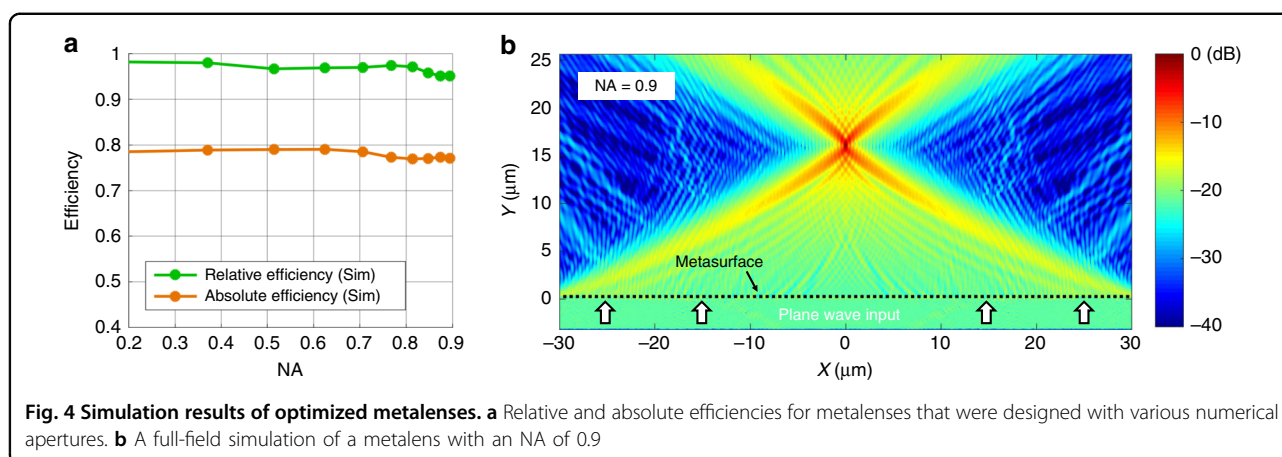 a
1
0.9
0.8
0.7
0.6
0.5
0.4
Efficiency
Relative efficiency (Sim)
Absolute efficiency (Sim)
0.2 0.3 0.4 0.5 0.6 0.7 0.8 0.9
NA
b
25
20
15
10
5
0
Y (μm)
NA = 0.9
Metasurface
Plane wave input
−30 −20 −10 0 10 20 30
X (μm)
0 (dB)
−10
−20
−30
−40
Fig. 4 Simulation results of optimized metalenses. a Relative and absolute efficiencies for metalenses that were designed with various numerical
apertures. b A full-field simulation of a metalens with an NA of 0.9